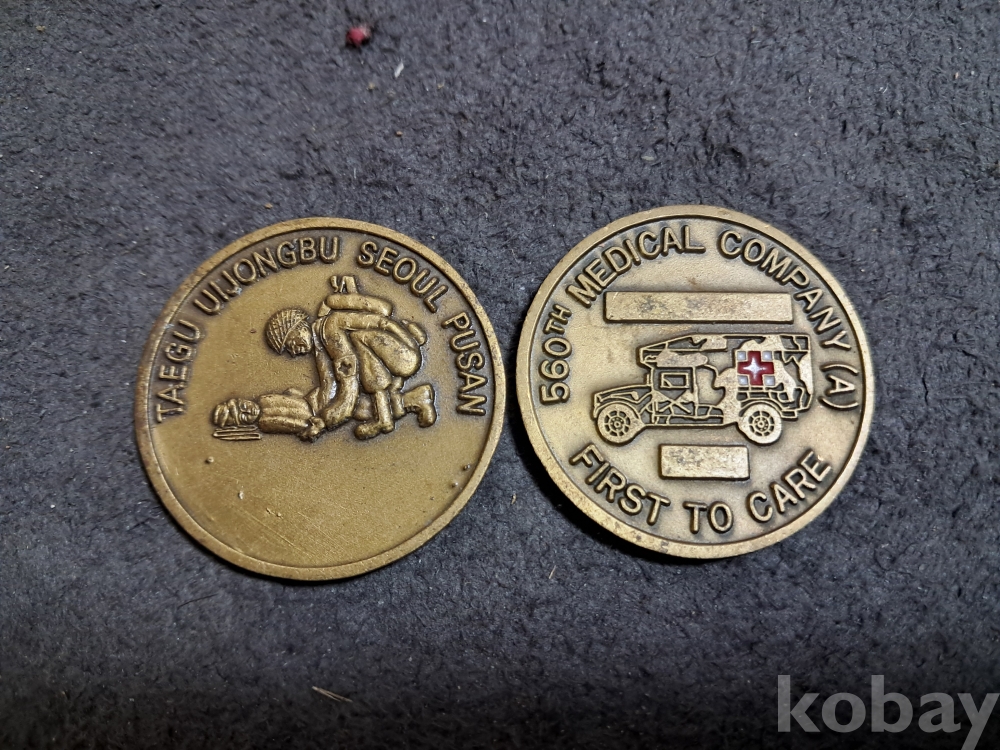 TAEGU UIJONGBU SEOUL PUSAN
560TH MEDICAL COMPANY (A)
FIRST TO CARE
kobay